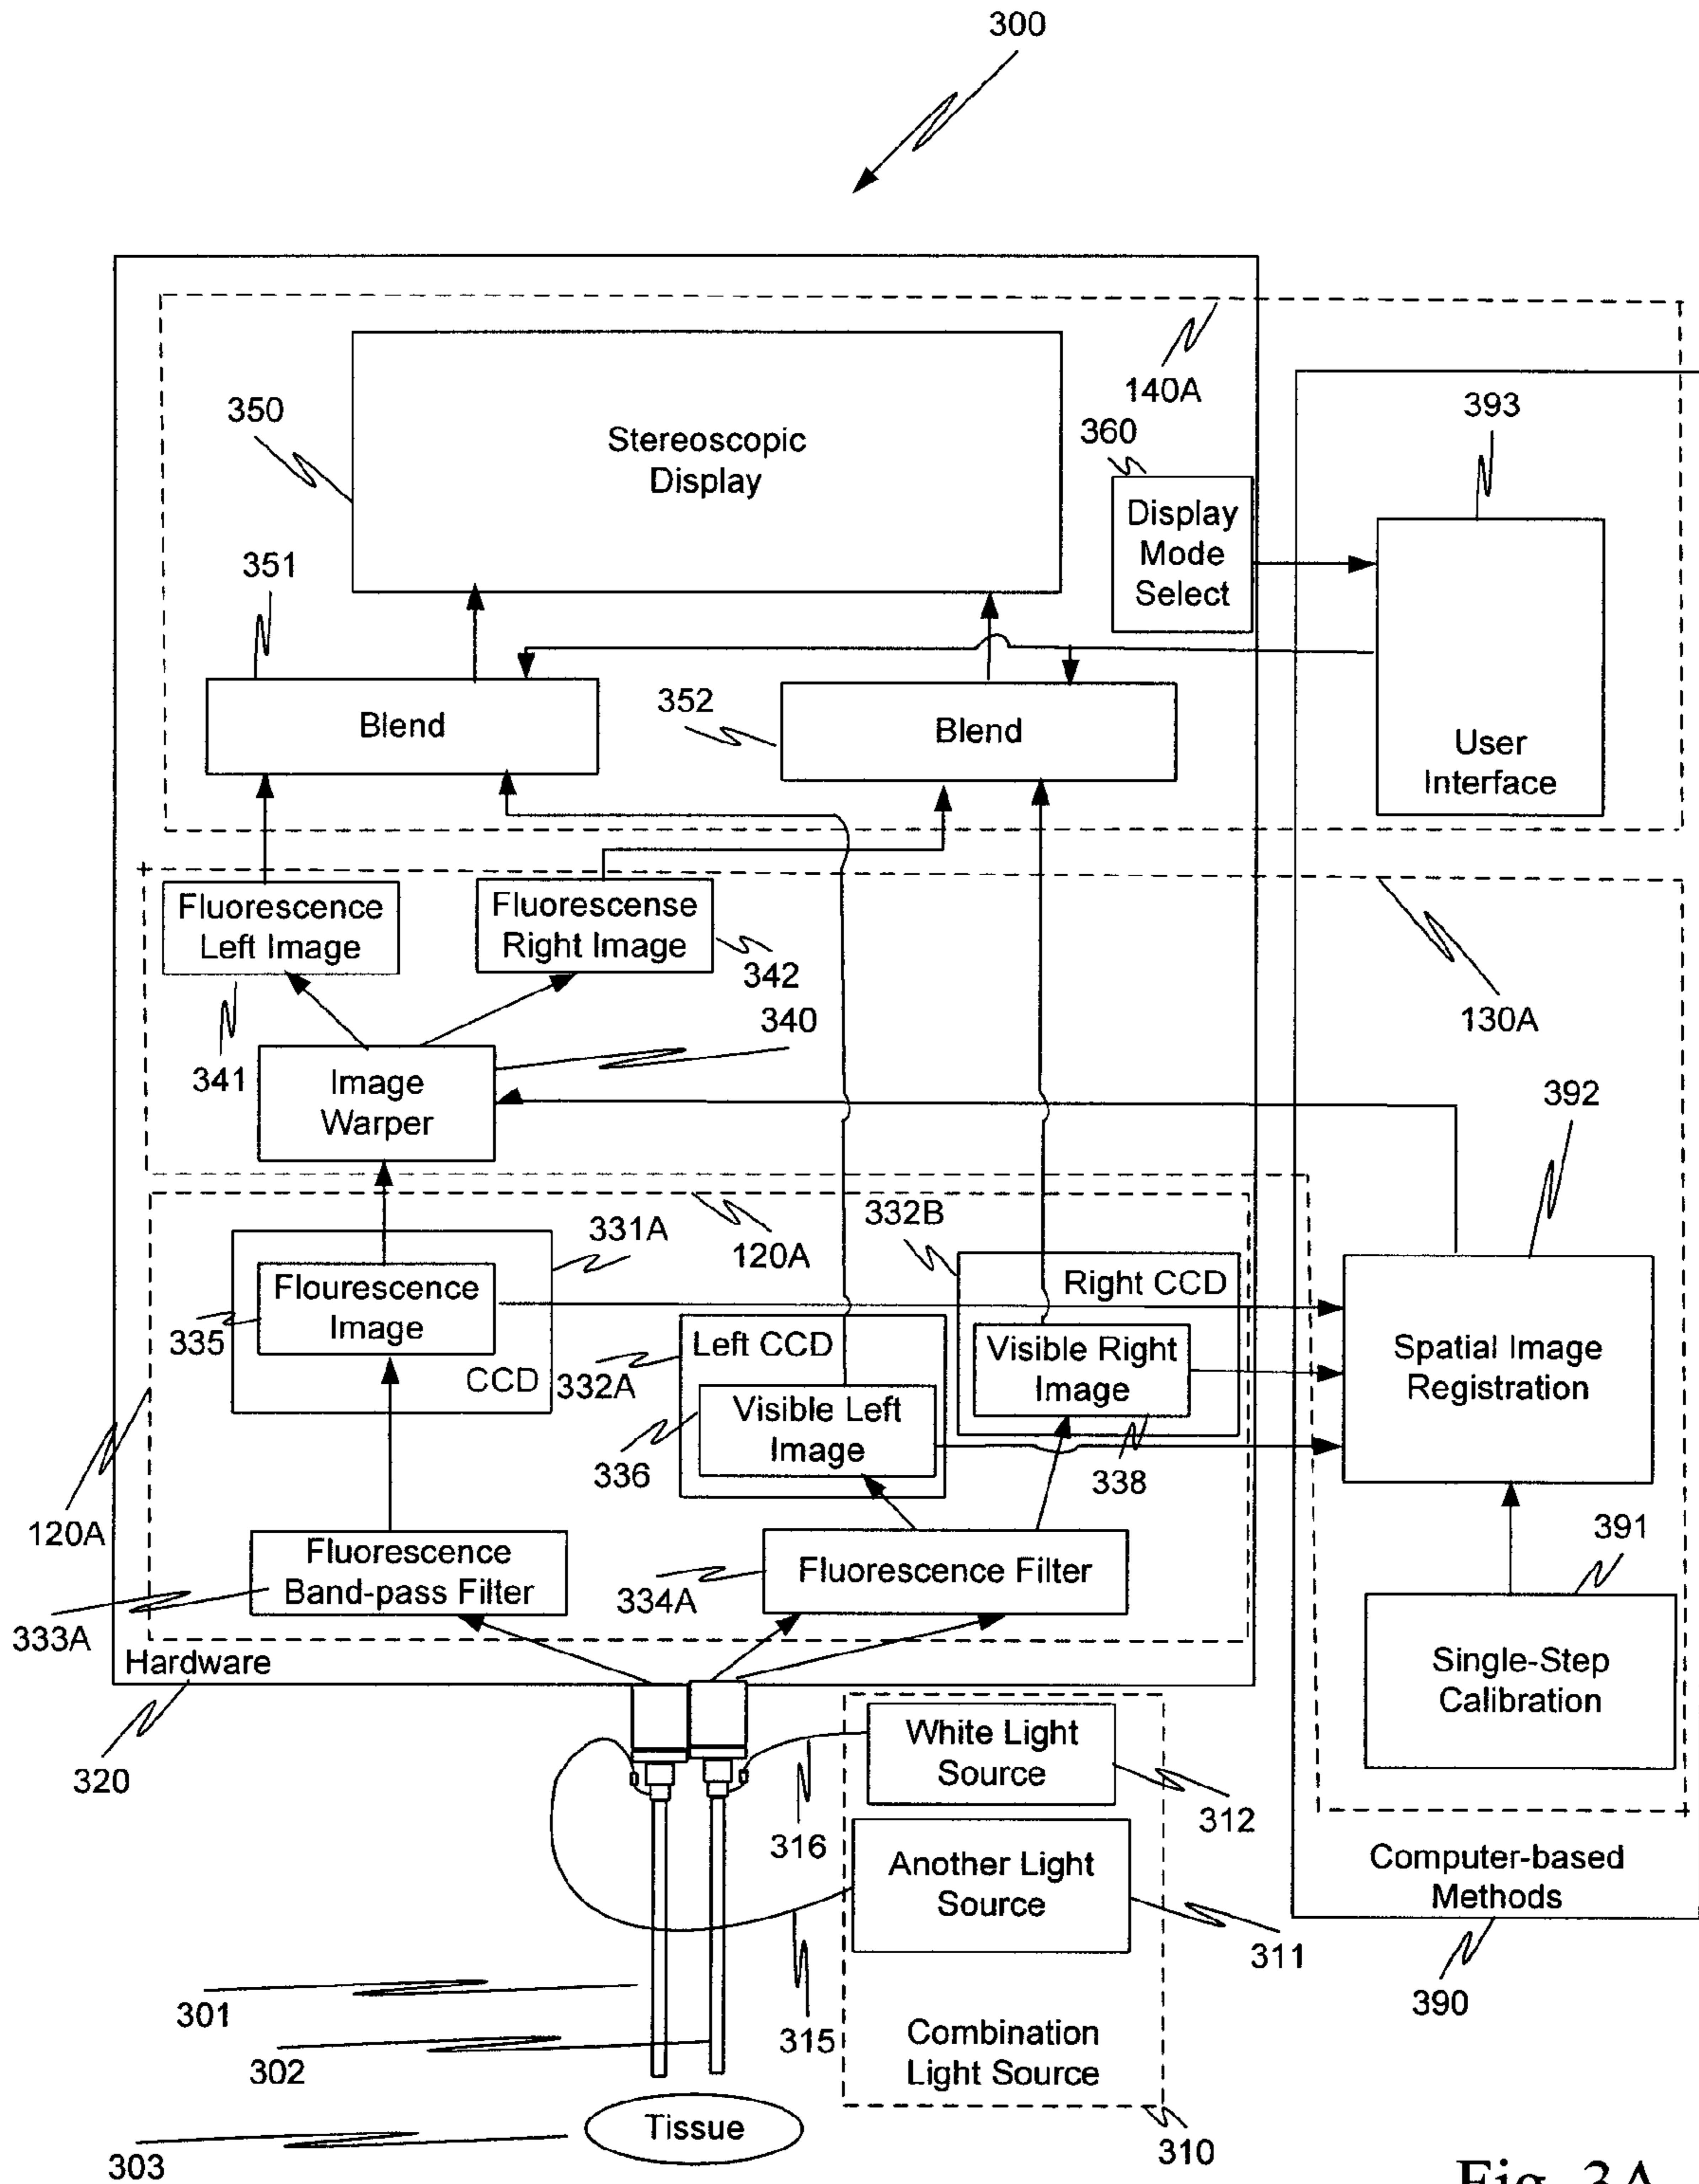 300
140A
350
Stereoscopic
Display
360
393
Display
Mode
Select
351
352
Blend
Blend
User
Interface
Fluorescence
Left Image
Fluorescense
Right Image
342
340
341
130A
Image
Warper
392
331A
120A
332B
Flourescence
Image
335
CCD
332A
Left CCD
Right CCD
Visible Right
Image
Visible Left
Image
336
338
Spatial Image
Registration
120A
391
Fluorescence
Band-pass Filter
Fluorescence Filter
334A
333A
Hardware
320
Single-Step
Calibration
White Light
Source
312
316
Another Light
Source
311
Computer-based
Methods
390
301
302
315
Combination
Light Source
310
Tissue
303
Fig. 3A